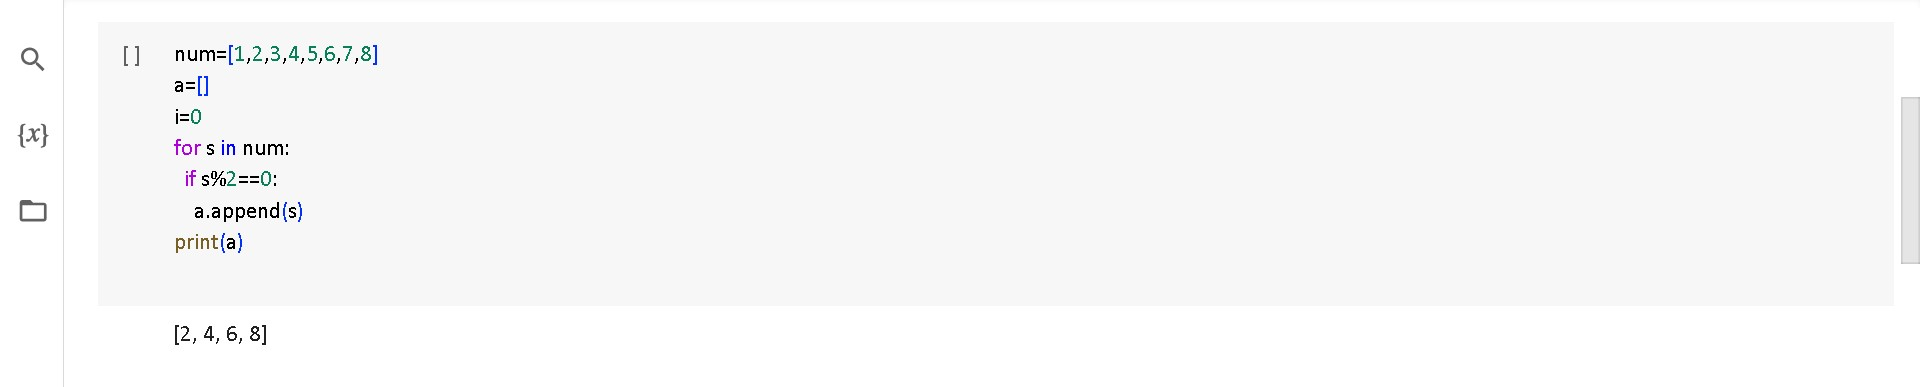 [ ] num=[1,2,3,4,5,6,7,8]
a=[]
i=0
for s in num:
  if s%2==0:
    a.append(s)
print(a)
{x}
[2, 4, 6, 8]